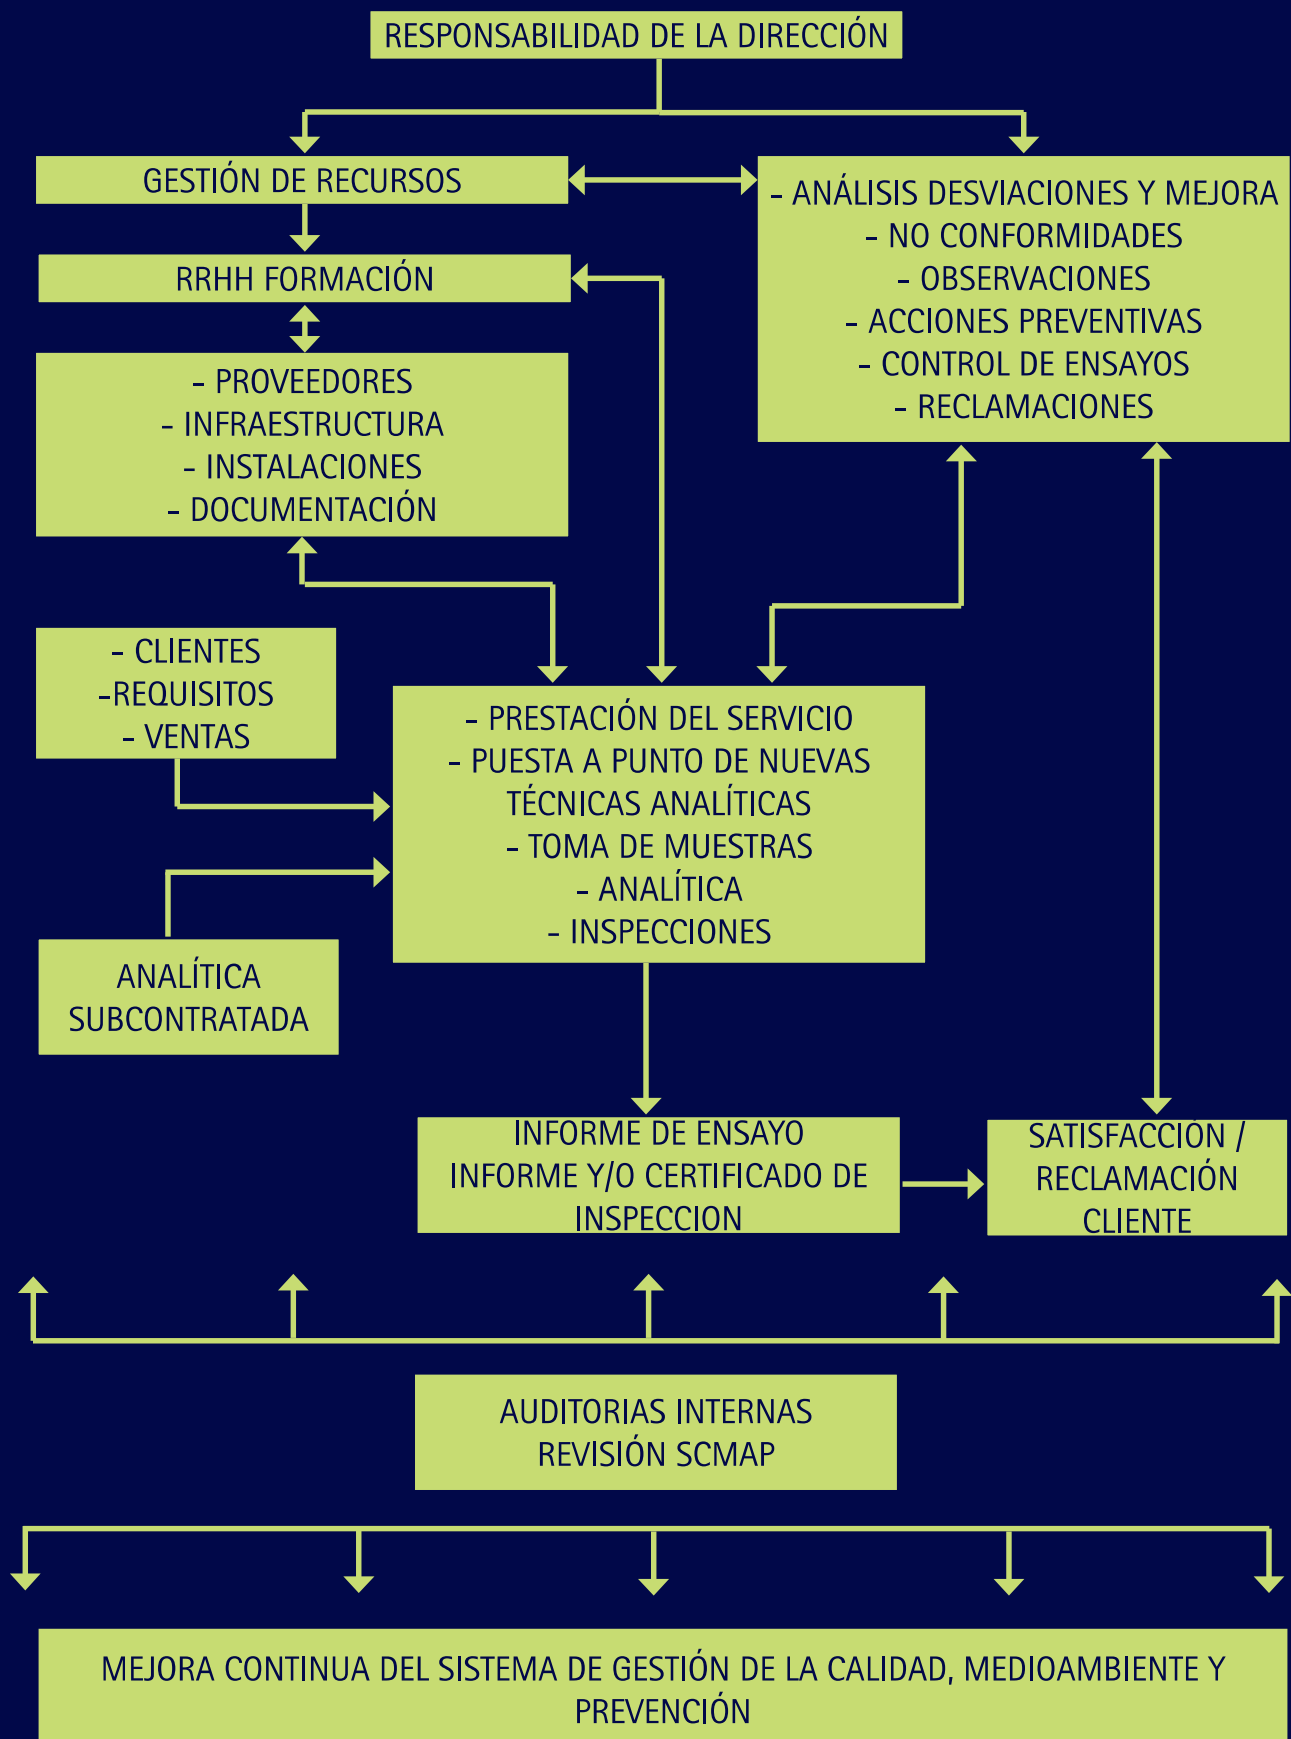 RESPONSABILIDAD DE LA DIRECCIÓN
GESTIÓN DE RECURSOS
RRHH FORMACIÓN
- PROVEEDORES
- INFRAESTRUCTURA
- INSTALACIONES
- DOCUMENTACIÓN
- ANÁLISIS DESVIACIONES Y MEJORA
- NO CONFORMIDADES
- OBSERVACIONES
- ACCIONES PREVENTIVAS
- CONTROL DE ENSAYOS
- RECLAMACIONES
- CLIENTES
-REQUISITOS
- VENTAS
- PRESTACIÓN DEL SERVICIO
- PUESTA A PUNTO DE NUEVAS
TÉCNICAS ANALÍTICAS
- TOMA DE MUESTRAS
- ANALÍTICA
- INSPECCIONES
ANALÍTICA
SUBCONTRATADA
INFORME DE ENSAYO
INFORME Y/O CERTIFICADO DE
INSPECCION
SATISFACCIÓN /
RECLAMACIÓN
CLIENTE
AUDITORIAS INTERNAS
REVISIÓN SCMAP
MEJORA CONTINUA DEL SISTEMA DE GESTIÓN DE LA CALIDAD, MEDIOAMBIENTE Y
PREVENCIÓN